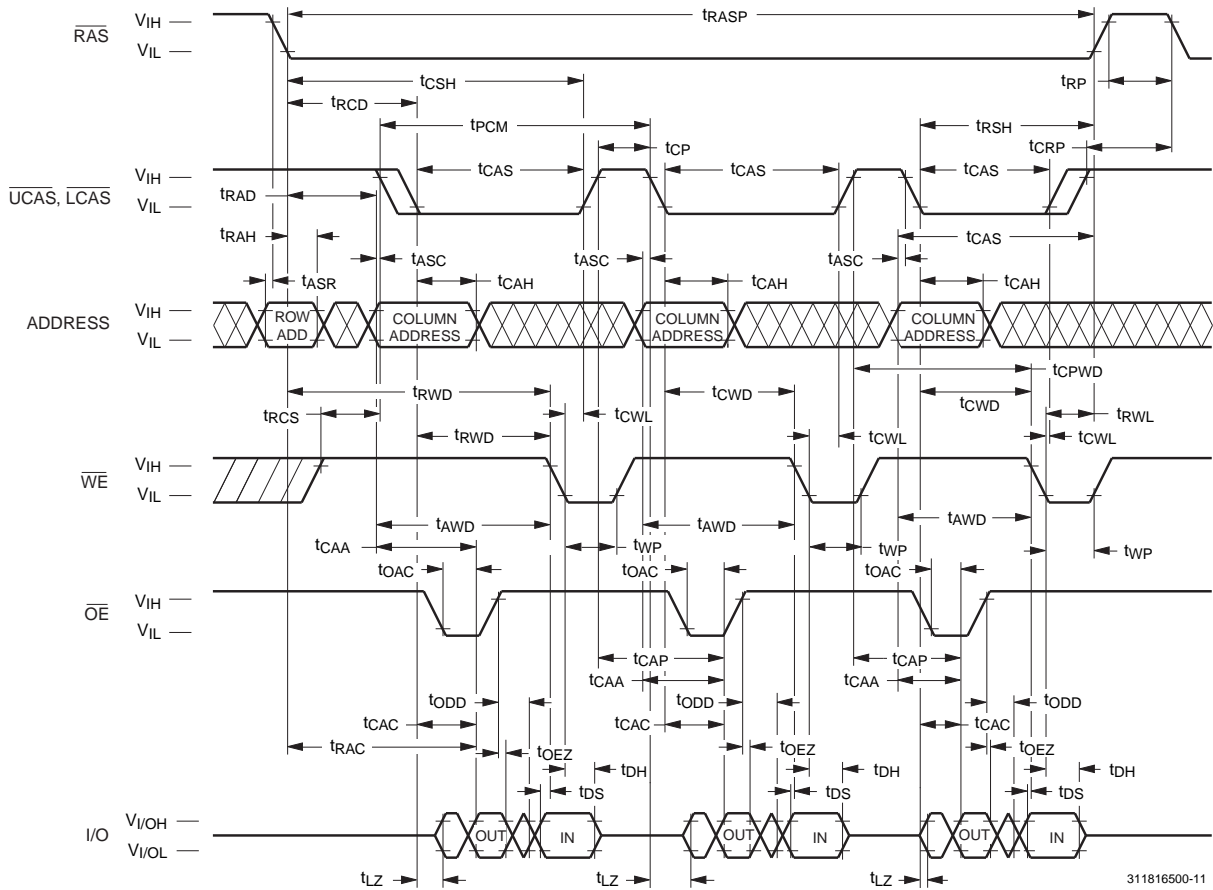 tRASP
RAS
VIH
VIL
tCSH
tRP
tRCD
tPCM
tRSH
tCP
tCRP
tCAS
tCAS
tCAS
UCAS, LCAS
VIH
VIL
tRAD
tRAH
tCAS
tASC
tASC
tASC
tASR
tCAH
tCAH
tCAH
ADDRESS
VIH
VIL
ROW ADD
COLUMN ADDRESS
COLUMN ADDRESS
COLUMN ADDRESS
tCPWD
tRWD
tCWD
tCWD
tRCS
tCWL
tRWL
tRWD
tCWL
tCWL
WE
VIH
VIL
tAWD
tAWD
tAWD
tCAA
tWP
tWP
tWP
tOAC
tOAC
tOAC
OE
VIH
VIL
tCAP
tCAP
tCAA
tCAA
tODD
tODD
tODD
tCAC
tCAC
tCAC
tRAC
tOEZ
tOEZ
tOEZ
tDH
tDH
tDH
tDS
tDS
tDS
I/O
VI/OH
VI/OL
OUT
IN
OUT
IN
OUT
IN
tLZ
tLZ
tLZ
311816500-11